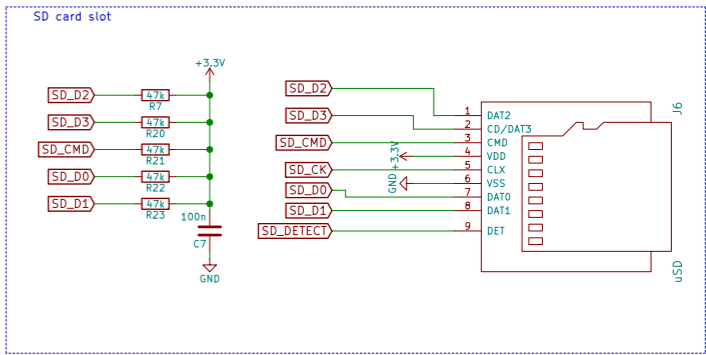 SD card slot
+3.3V
SD_D2
47k
R7
SD_D3
47k
R20
SD_CMD
47k
R21
SD_D0
47k
R22
SD_D1
47k
R23
100n
C7
GND
SD_D2
SD_D3
SD_CMD
+3.3V
SD_CK
GND
SD_D0
SD_D1
SD_DETECT
1 DAT2
2 CD/DAT3
3 CMD
4 VDD
5 CLX
6 VSS
7 DAT0
8 DAT1
9 DET
J6
uSD